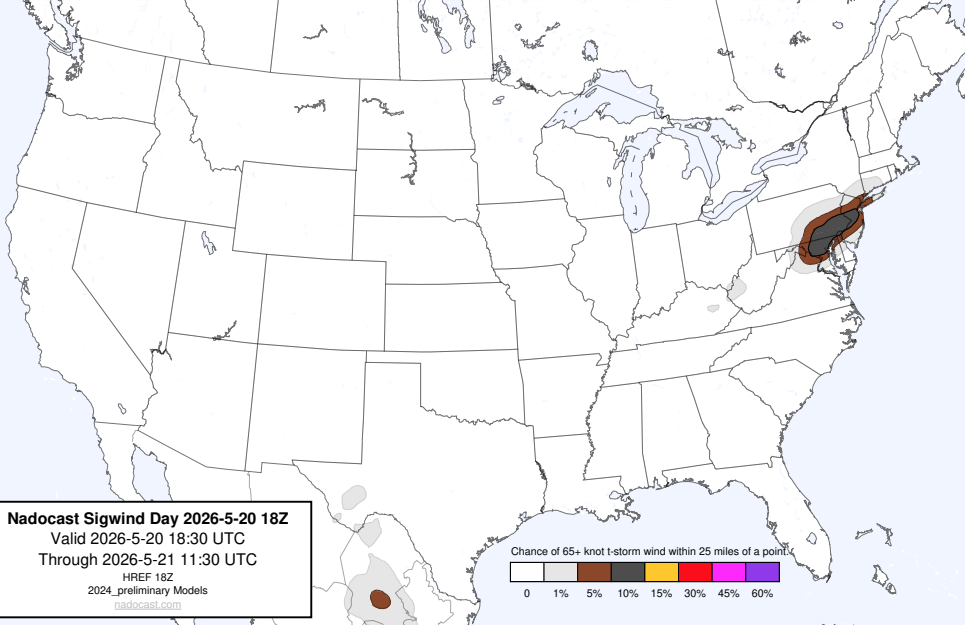 Nadocast Sigwind Day 2026-5-20 18Z
Valid 2026-5-20 18:30 UTC
Through 2026-5-21 11:30 UTC
HREF 18Z
2024_preliminary Models
nadocast.com
Chance of 65+ knot t-storm wind within 25 miles of a point.
0 1% 5% 10% 15% 30% 45% 60%